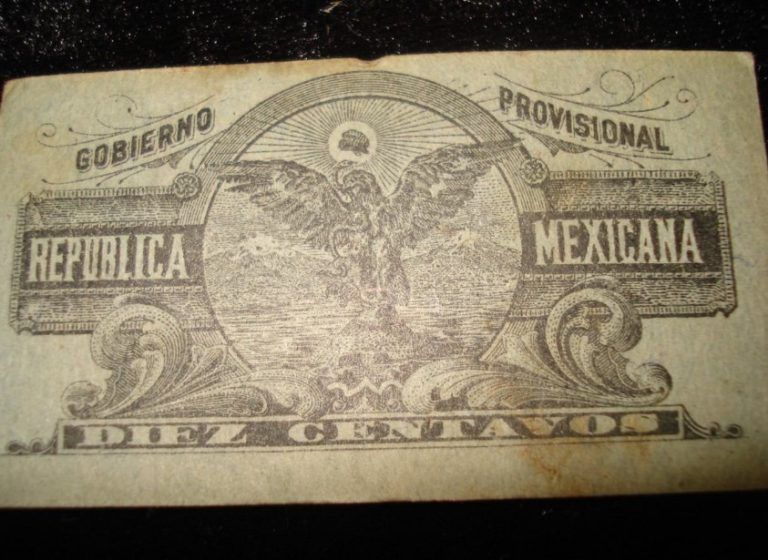 GOBIERNO PROVISIONAL
REPUBLICA MEXICANA
DIEZ CENTAVOS